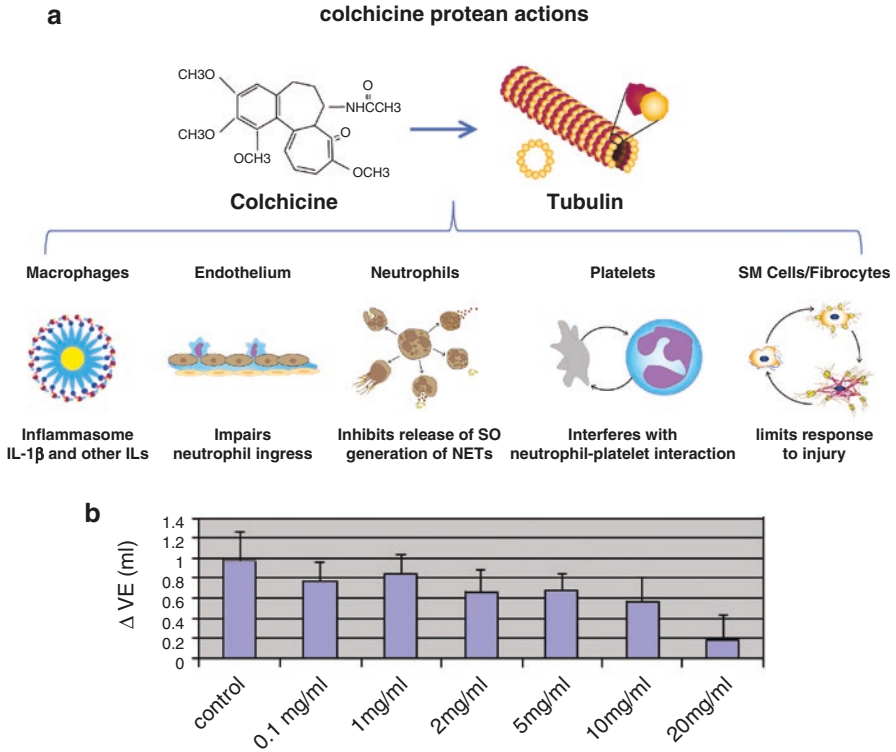 a
colchicine protean actions
CH3O
CH3O
OCH3
O
NHCCH3
O
OCH3
Colchicine
Tubulin
Macrophages
Endothelium
Neutrophils
Platelets
SM Cells/Fibrocytes
Inflammasome
IL-1β and other ILs
Impairs
neutrophil ingress
Inhibits release of SO
generation of NETs
Interferes with
neutrophil-platelet interaction
limits response
to injury
b
Δ VE (ml)
1.4
1.2
1
0.8
0.6
0.4
0.2
0
control
0.1 mg/ml
1mg/ml
2mg/ml
5mg/ml
10mg/ml
20mg/ml